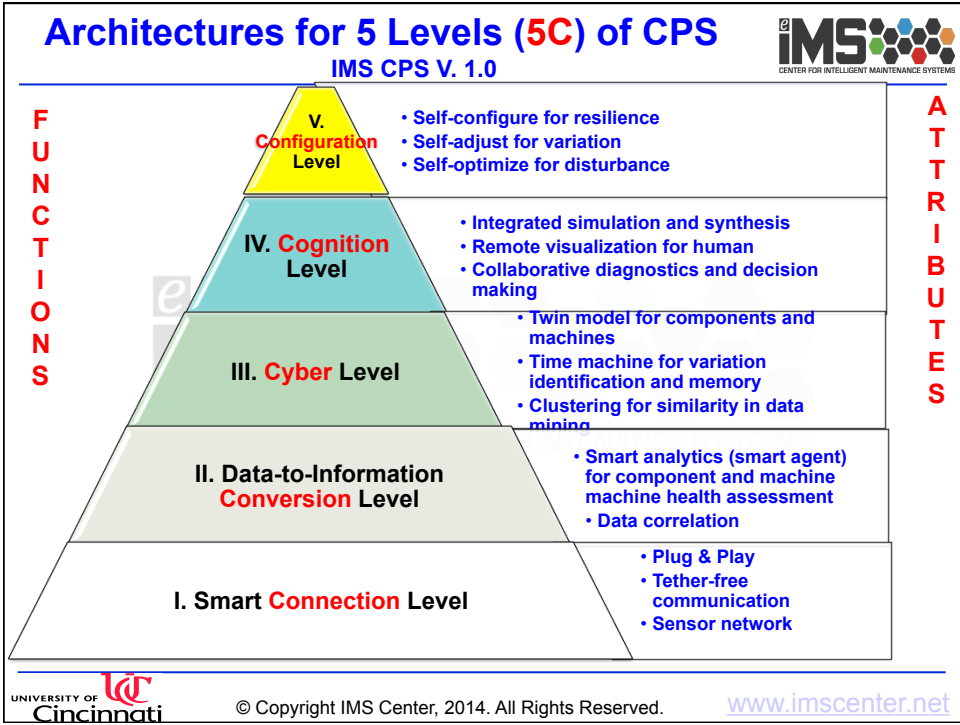 Architectures for 5 Levels (5C) of CPS
IMS CPS V. 1.0
e
iMS
CENTER FOR INTELLIGENT MAINTENANCE SYSTEMS
FUNCTIONS
ATTRIBUTES
V.
Configuration
Level
• Self-configure for resilience
• Self-adjust for variation
• Self-optimize for disturbance
IV. Cognition
Level
• Integrated simulation and synthesis
• Remote visualization for human
• Collaborative diagnostics and decision
making
III. Cyber Level
• Twin model for components and
machines
• Time machine for variation
identification and memory
• Clustering for similarity in data
mining
II. Data-to-Information
Conversion Level
• Smart analytics (smart agent)
for component and machine
machine health assessment
• Data correlation
I. Smart Connection Level
• Plug & Play
• Tether-free
communication
• Sensor network
UNIVERSITY OF
UC
Cincinnati
© Copyright IMS Center, 2014. All Rights Reserved.
www.imscenter.net